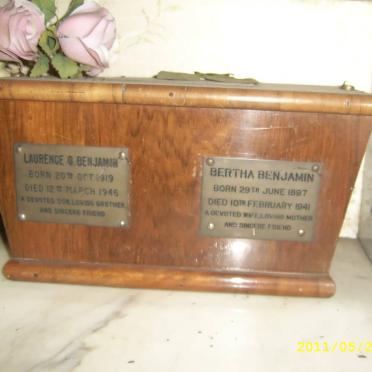 LAURENCE G. BENJAMIN
BORN 20TH OCT 1919
DIED 12TH MARCH 1946
A DEVOTED SON, LOVING BROTHER
AND SINCERE FRIEND
BERTHA BENJAMIN
BORN 29TH JUNE 1897
DIED 10TH FEBRUARY 1941
A DEVOTED WIFE, LOVING MOTHER
AND SINCERE FRIEND
2011/05/2